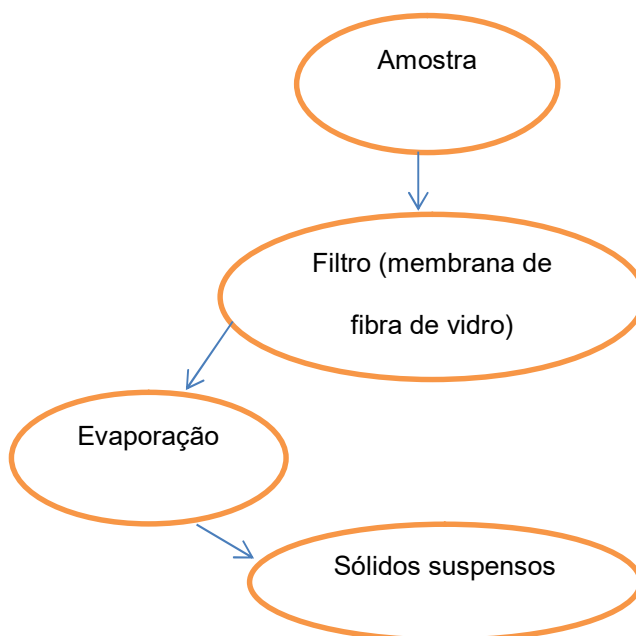 Amostra
Filtro (membrana de
fibra de vidro)
Evaporação
Sólidos suspensos